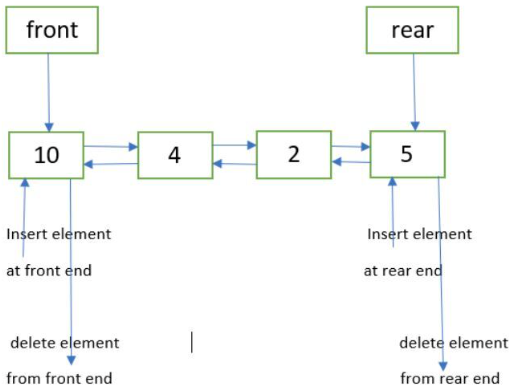 front
rear
10
4
2
5
Insert element
at front end
Insert element
at rear end
delete element
from front end
delete element
from rear end